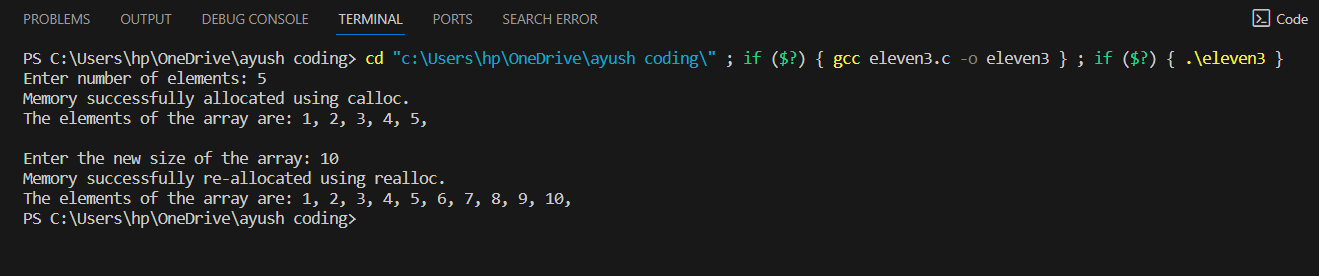 PROBLEMS OUTPUT DEBUG CONSOLE TERMINAL PORTS SEARCH ERROR Code
PS C:\Users\hp\OneDrive\ayush coding> cd "c:\Users\hp\OneDrive\ayush coding\" ; if ($?) { gcc eleven3.c -o eleven3 } ; if ($?) { .\eleven3 }
Enter number of elements: 5
Memory successfully allocated using calloc.
The elements of the array are: 1, 2, 3, 4, 5,
Enter the new size of the array: 10
Memory successfully re-allocated using realloc.
The elements of the array are: 1, 2, 3, 4, 5, 6, 7, 8, 9, 10,
PS C:\Users\hp\OneDrive\ayush coding>